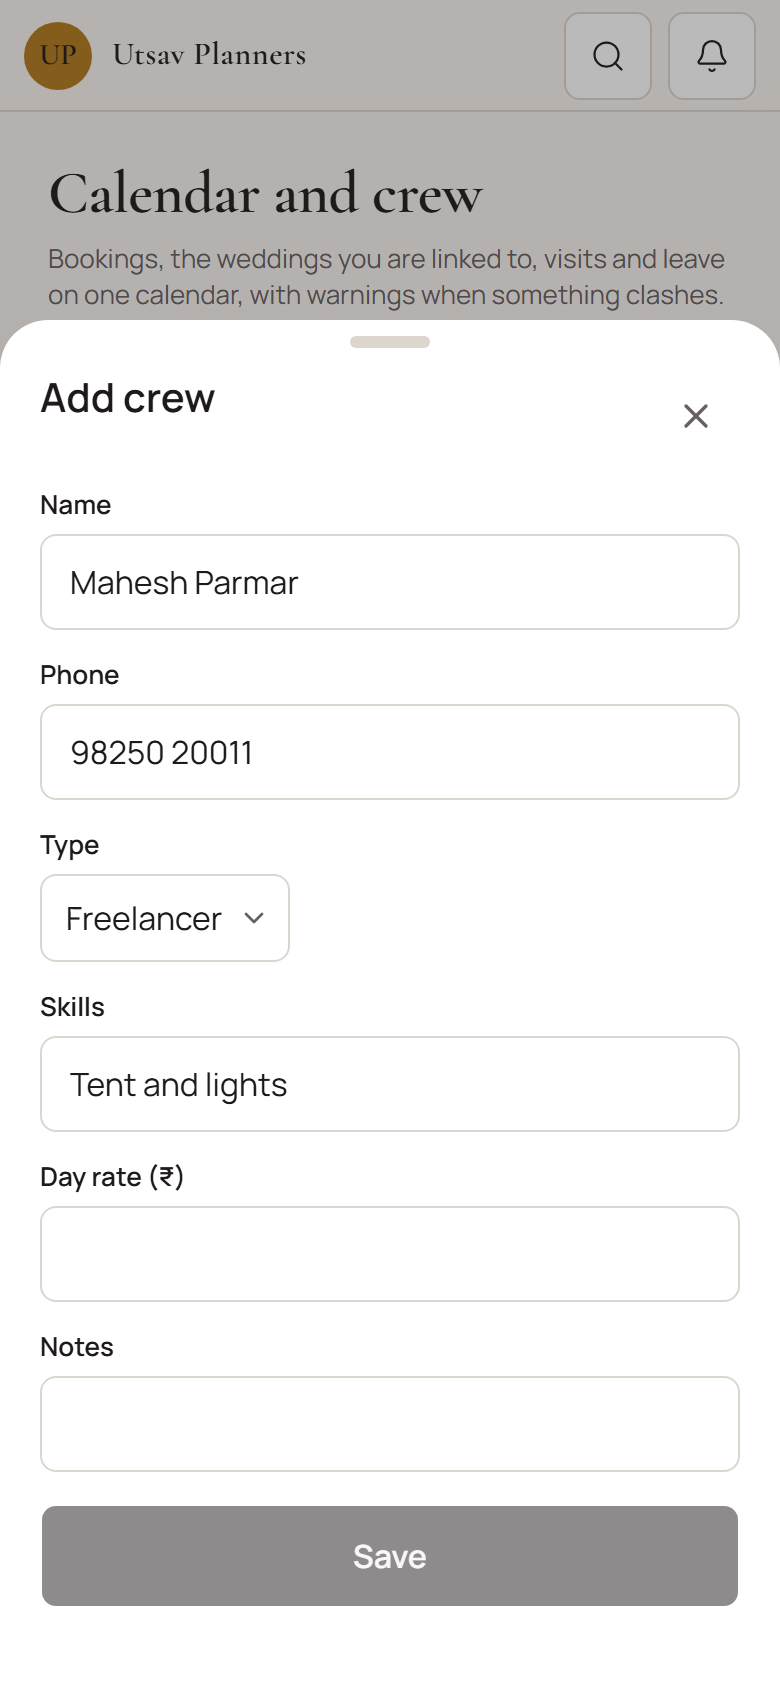 UP Utsav Planners
Calendar and crew
Bookings, the weddings you are linked to, visits and leave
on one calendar, with warnings when something clashes.
Add crew
Name
Mahesh Parmar
Phone
98250 20011
Type
Freelancer
Skills
Tent and lights
Day rate (₹)
Notes
Save